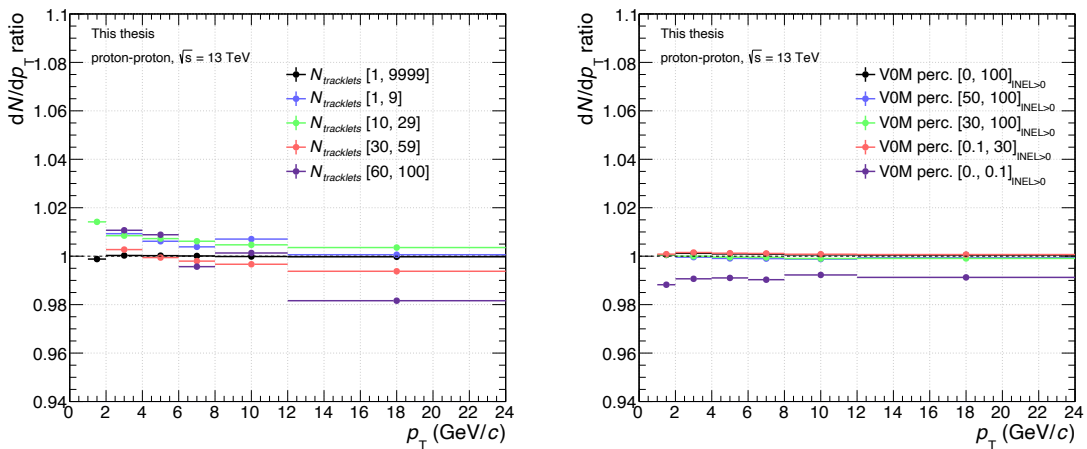 This thesis
proton-proton, √s = 13 TeV
N_tracklets [1, 9999]
N_tracklets [1, 9]
N_tracklets [10, 29]
N_tracklets [30, 59]
N_tracklets [60, 100]
dN/dp_T ratio
1.1
1.08
1.06
1.04
1.02
1
0.98
0.96
0.94
0 2 4 6 8 10 12 14 16 18 20 22 24
p_T (GeV/c)
This thesis
proton-proton, √s = 13 TeV
V0M perc. [0, 100]_INEL>0
V0M perc. [50, 100]_INEL>0
V0M perc. [30, 100]_INEL>0
V0M perc. [0.1, 30]_INEL>0
V0M perc. [0., 0.1]_INEL>0
dN/dp_T ratio
1.1
1.08
1.06
1.04
1.02
1
0.98
0.96
0.94
0 2 4 6 8 10 12 14 16 18 20 22 24
p_T (GeV/c)